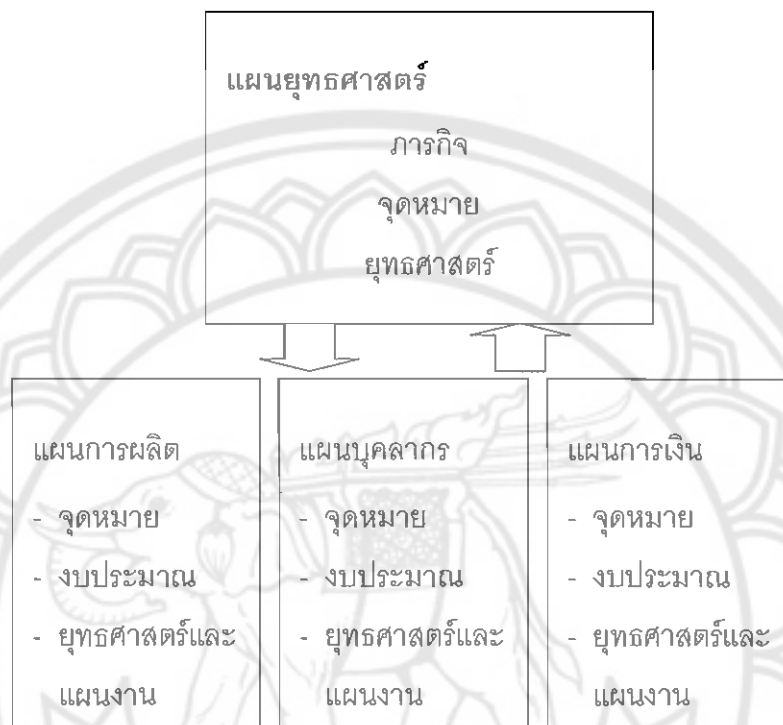 แผนยุทธศาสตร์
ภารกิจ
จุดหมาย
ยุทธศาสตร์
แผนการผลิต
- จุดหมาย
- งบประมาณ
- ยุทธศาสตร์และ
แผนงาน
แผนบุคลากร
- จุดหมาย
- งบประมาณ
- ยุทธศาสตร์และ
แผนงาน
แผนการเงิน
- จุดหมาย
- งบประมาณ
- ยุทธศาสตร์และ
แผนงาน